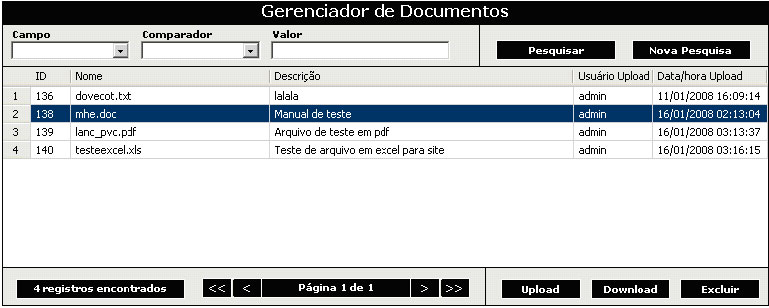 Gerenciador de Documentos
Campo Comparador Valor
Pesquisar Nova Pesquisa
ID Nome Descrição Usuário Upload Data/hora Upload
1 136 dovecot.txt lalala admin 11/01/2008 16:09:14
2 138 mhe.doc Manual de teste admin 16/01/2008 02:13:04
3 139 lanc_pvc.pdf Arquivo de teste em pdf admin 16/01/2008 03:13:37
4 140 testeexcel.xls Teste de arquivo em excel para site admin 16/01/2008 03:16:15
4 registros encontrados << < Página 1 de 1 > >> Upload Download Excluir